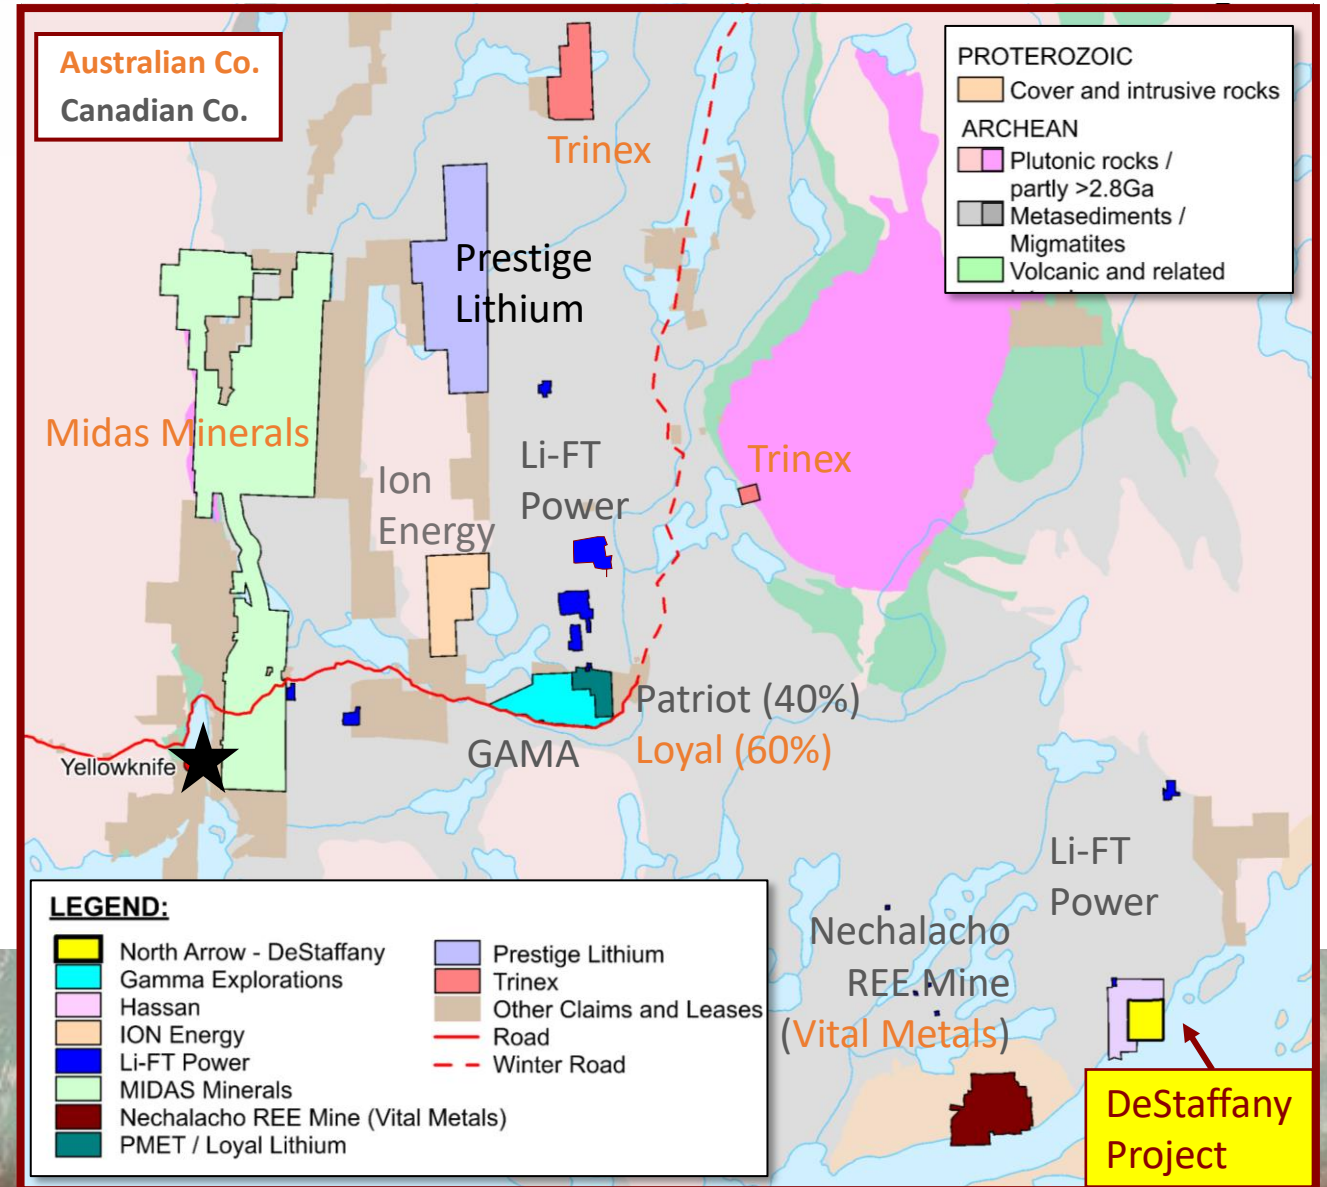 Australian Co.
Canadian Co.
PROTEROZOIC
Cover and intrusive rocks
ARCHEAN
Plutonic rocks /
partly >2.8Ga
Metasediments /
Migmatites
Volcanic and related
Trinex
Prestige
Lithium
Midas Minerals
Ion
Energy
Li-FT
Power
Trinex
Patriot (40%)
Loyal (60%)
GAMA
Yellowknife
Li-FT
Power
Nechalacho
REE Mine
(Vital Metals)
DeStaffany
Project
LEGEND:
North Arrow - DeStaffany
Gamma Explorations
Hassan
ION Energy
Li-FT Power
MIDAS Minerals
Nechalacho REE Mine (Vital Metals)
PMET / Loyal Lithium
Prestige Lithium
Trinex
Other Claims and Leases
Road
Winter Road